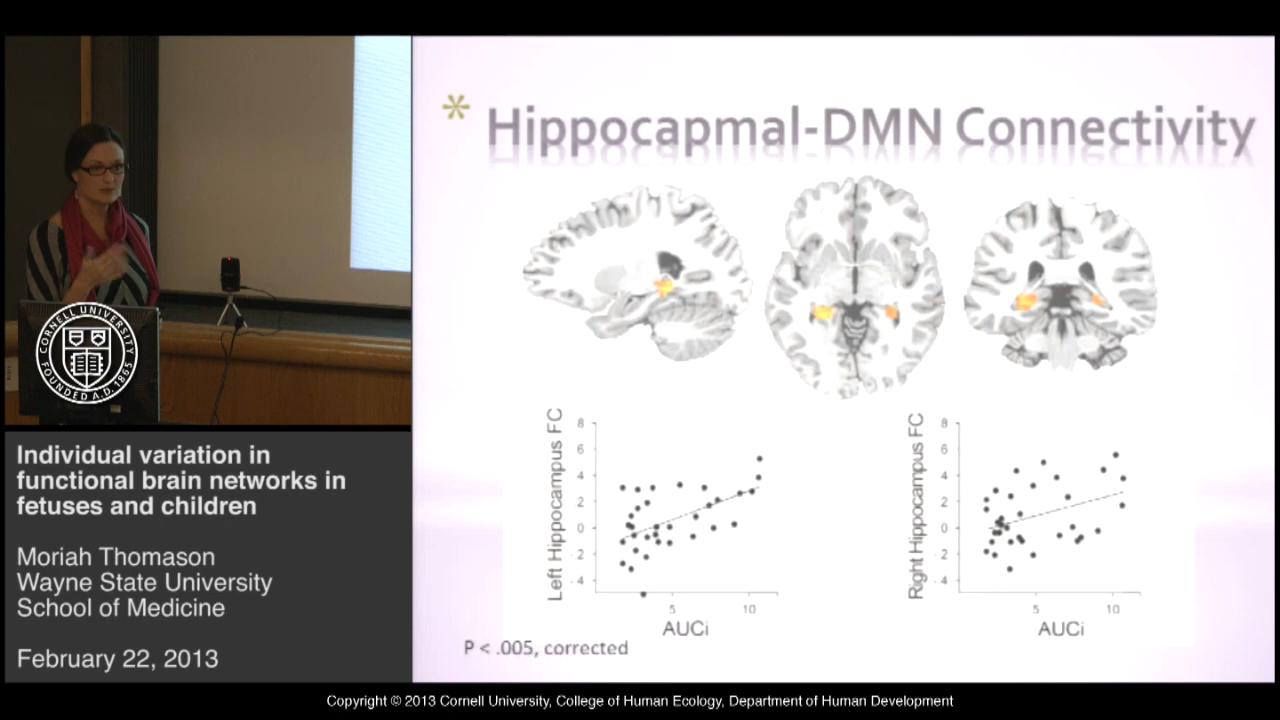 * Hippocapmal-DMN Connectivity
CORNELL UNIVERSITY
FOUNDED A.D. 1865
Individual variation in
functional brain networks in
fetuses and children
Moriah Thomason
Wayne State University
School of Medicine
February 22, 2013
Left Hippocampus FC
8
6
4
2
0
2
4
5 10
AUCi
Right Hippocampus FC
8
6
4
2
0
2
4
5 10
AUCi
P < .005, corrected
Copyright © 2013 Cornell University, College of Human Ecology, Department of Human Development